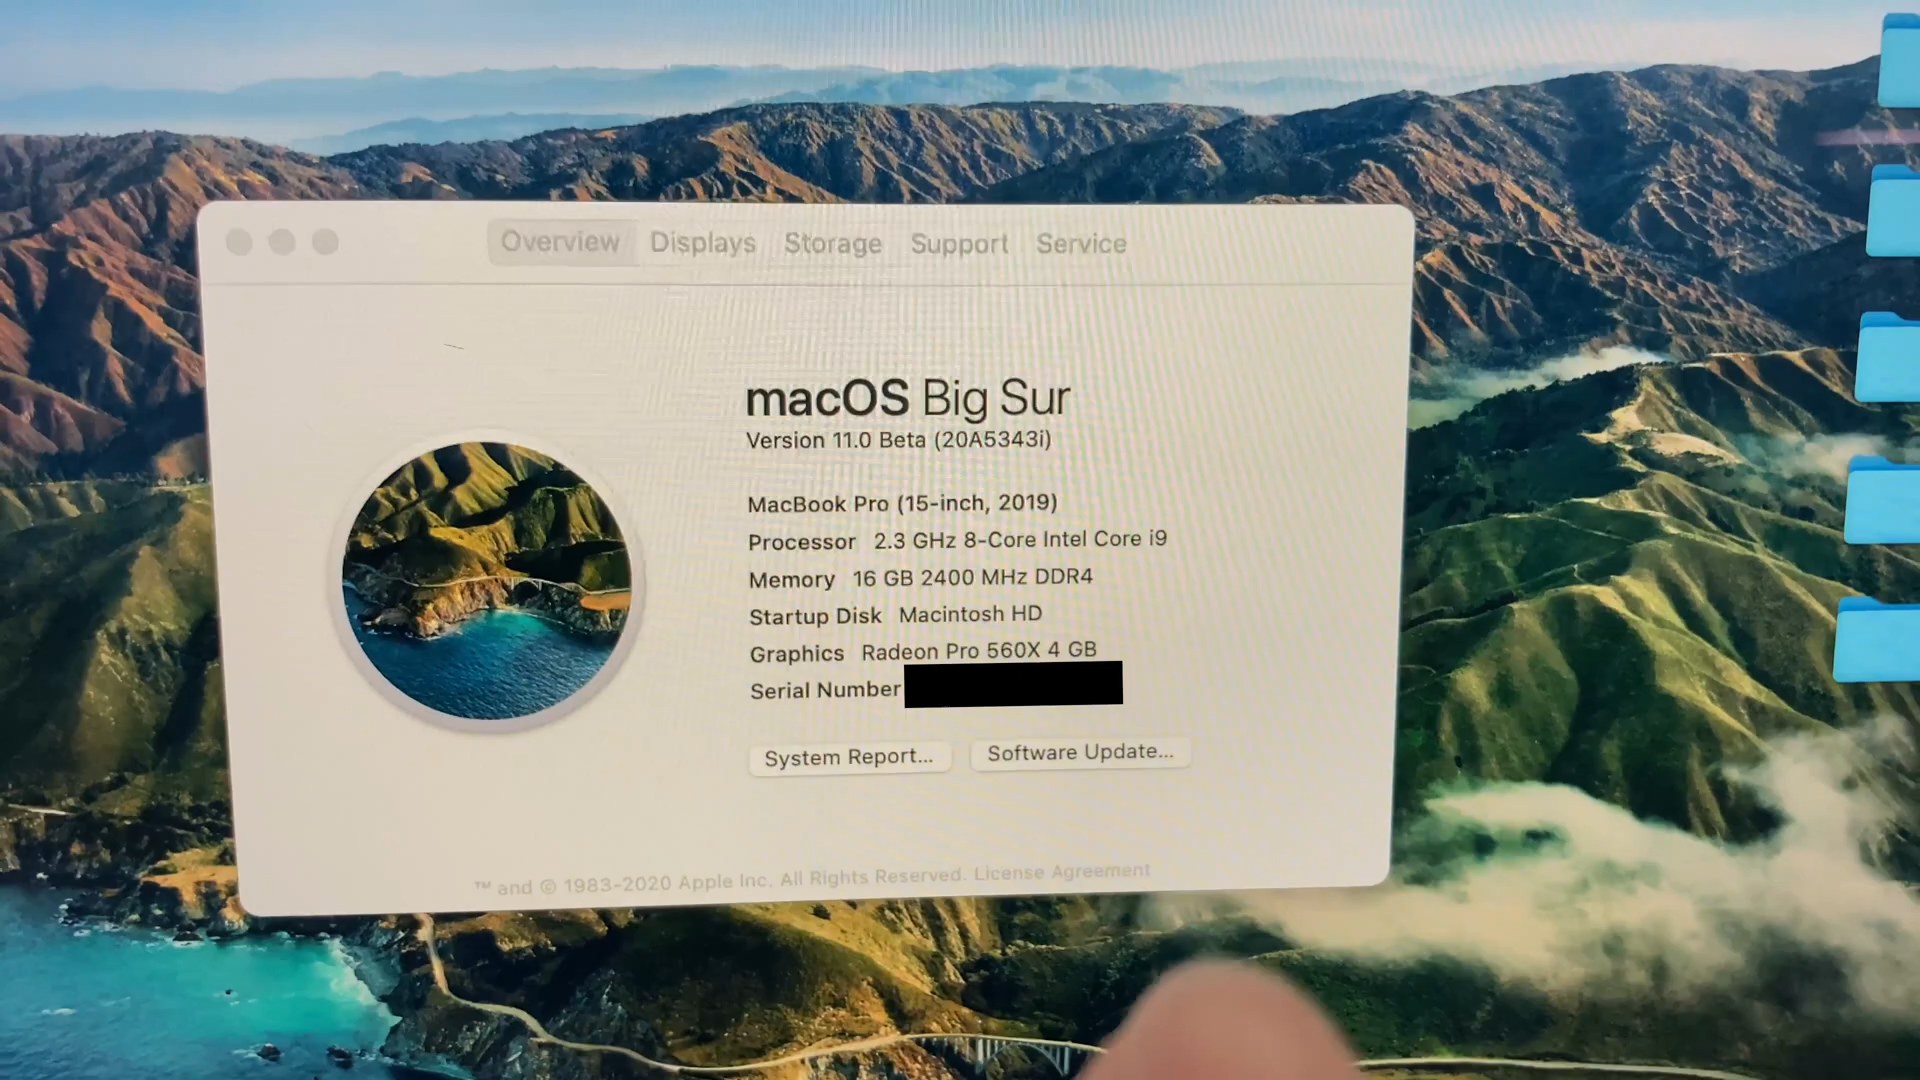 Overview Displays Storage Support Service
macOS Big Sur
Version 11.0 Beta (20A5343i)
MacBook Pro (15-inch, 2019)
Processor 2.3 GHz 8-Core Intel Core i9
Memory 16 GB 2400 MHz DDR4
Startup Disk Macintosh HD
Graphics Radeon Pro 560X 4 GB
Serial Number
System Report... Software Update...
™ and © 1983-2020 Apple Inc. All Rights Reserved. License Agreement